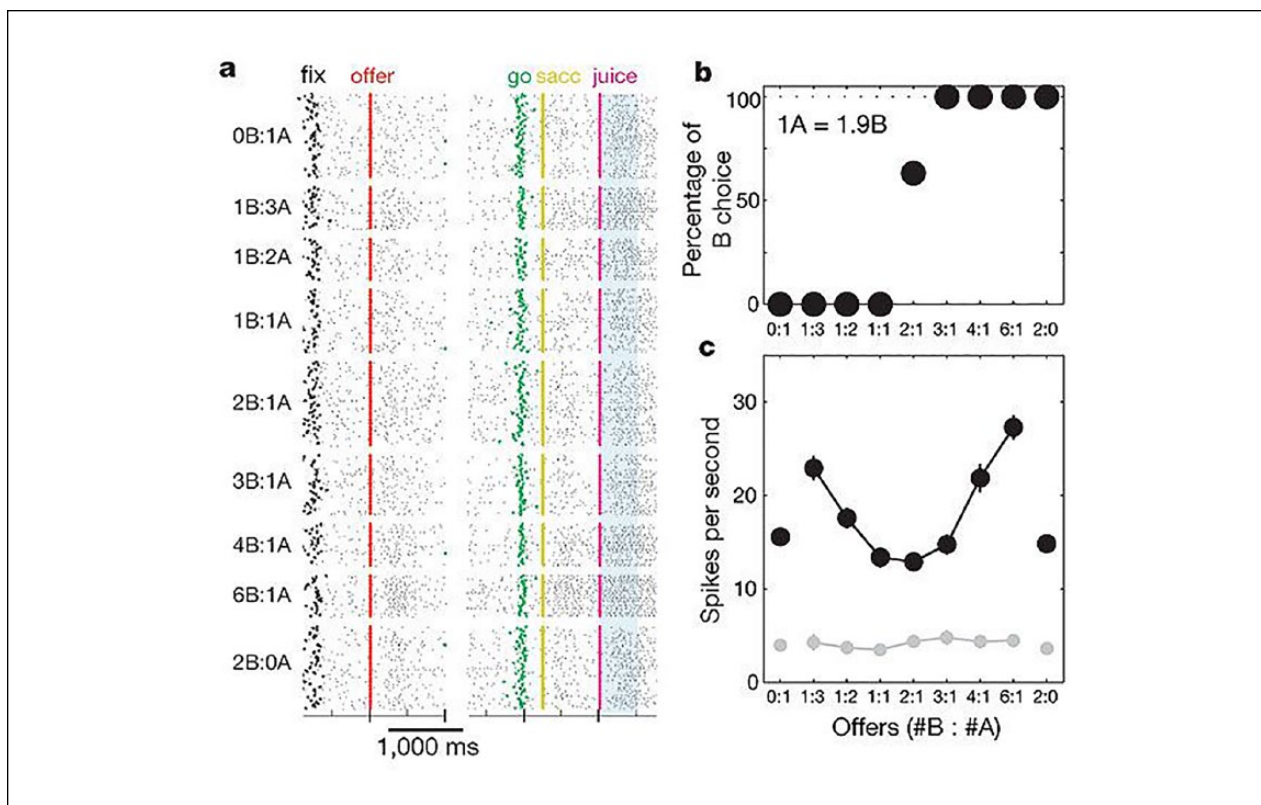 a
fix offer go sacc juice
0B:1A
1B:3A
1B:2A
1B:1A
2B:1A
3B:1A
4B:1A
6B:1A
2B:0A
1,000 ms
b
Percentage of
B choice
100
50
0
1A = 1.9B
0:1 1:3 1:2 1:1 2:1 3:1 4:1 6:1 2:0
c
Spikes per second
30
20
10
0
0:1 1:3 1:2 1:1 2:1 3:1 4:1 6:1 2:0
Offers (#B : #A)